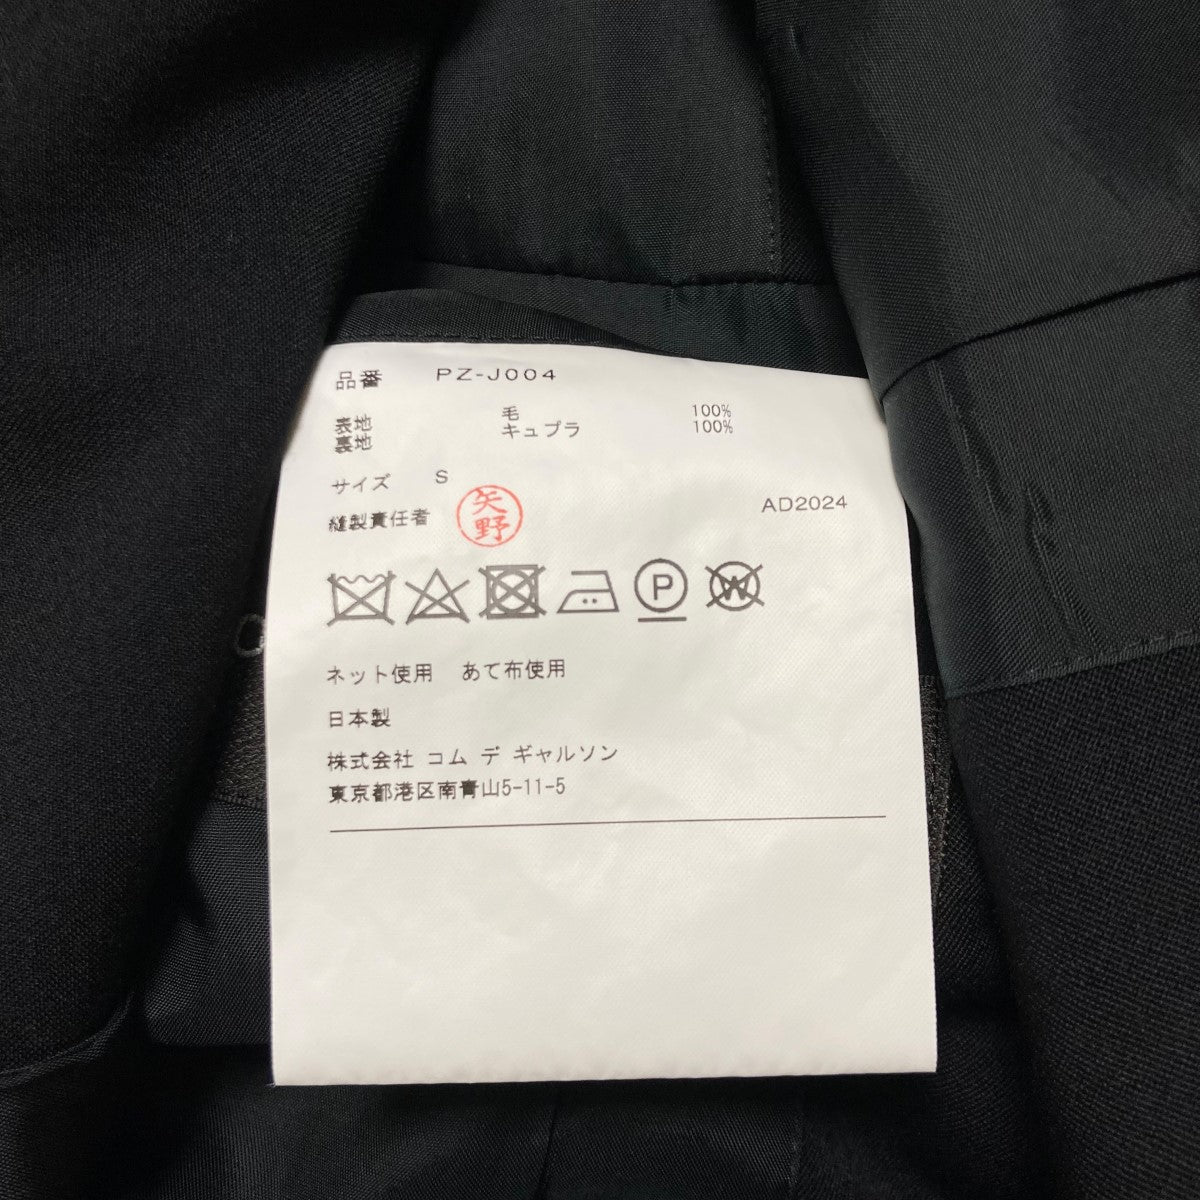 品番 PZ-J004
表地 毛 100%
裏地 キュプラ 100%
サイズ S
縫製責任者 矢野 AD2024
P W
ネット使用 あて布使用
日本製
株式会社 コム デ ギャルソン
東京都港区南青山5-11-5